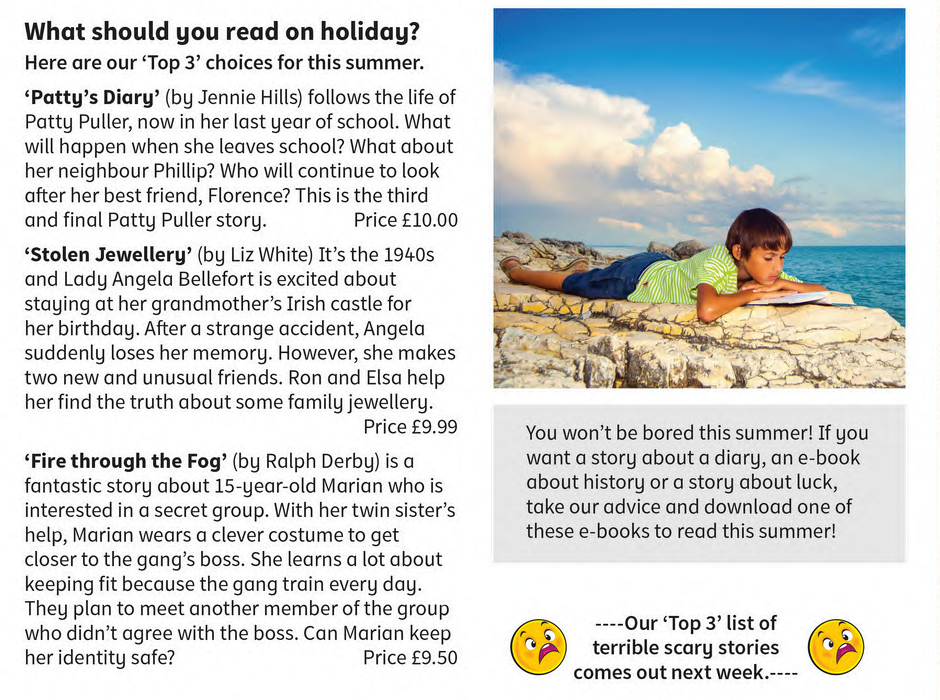 What should you read on holiday?
Here are our ‘Top 3’ choices for this summer.
‘Patty’s Diary’ (by Jennie Hills) follows the life of
Patty Puller, now in her last year of school. What
will happen when she leaves school? What about
her neighbour Phillip? Who will continue to look
after her best friend, Florence? This is the third
and final Patty Puller story. Price £10.00
‘Stolen Jewellery’ (by Liz White) It’s the 1940s
and Lady Angela Bellefort is excited about
staying at her grandmother’s Irish castle for
her birthday. After a strange accident, Angela
suddenly loses her memory. However, she makes
two new and unusual friends. Ron and Elsa help
her find the truth about some family jewellery.
Price £9.99
‘Fire through the Fog’ (by Ralph Derby) is a
fantastic story about 15-year-old Marian who is
interested in a secret group. With her twin sister’s
help, Marian wears a clever costume to get
closer to the gang’s boss. She learns a lot about
keeping fit because the gang train every day.
They plan to meet another member of the group
who didn’t agree with the boss. Can Marian keep
her identity safe? Price £9.50
You won’t be bored this summer! If you
want a story about a diary, an e-book
about history or a story about luck,
take our advice and download one of
these e-books to read this summer!
----Our ‘Top 3’ list of
terrible scary stories
comes out next week.----